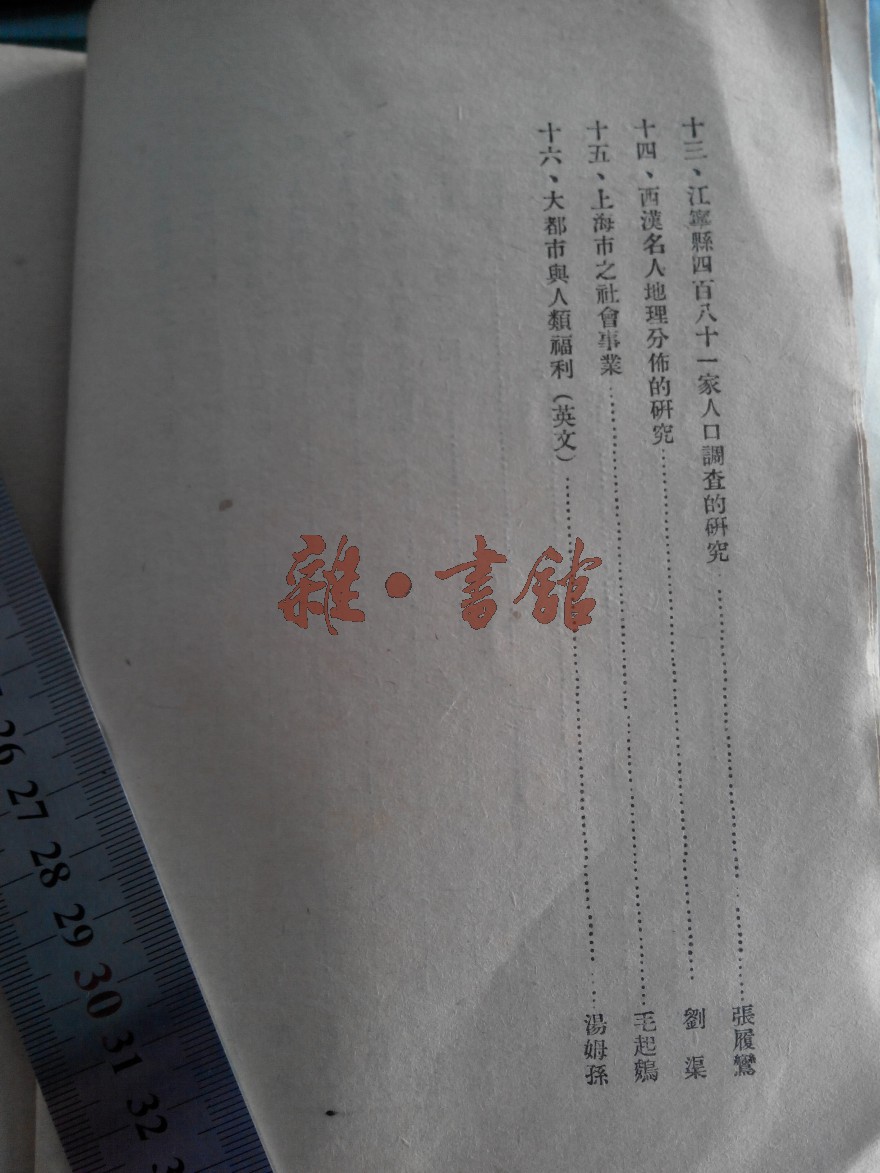 十三、江寧縣四百八十一家人口調査的研究……張履鸞
十四、西漢名人地理分佈的研究……劉渠
十五、上海市之社會事業……毛起鵕
十六、大都市與人類福利（英文）……湯姆孫
雜·書館
26
27
28
29
30
31
32